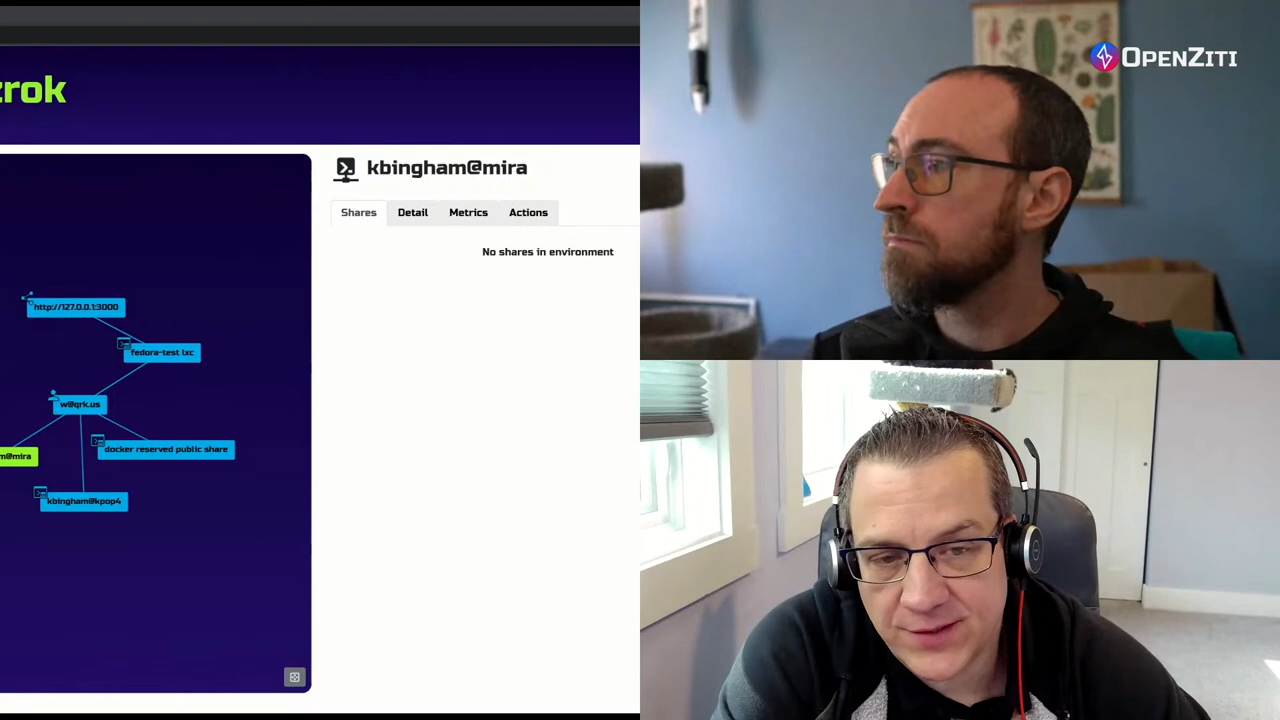 zrok
kbingham@mira
Shares Detail Metrics Actions
No shares in environment
http://127.0.0.1:3000
fedora-test lxc
w@qrk.us
docker reserved public share
m@mira
kbingham@kpop4
OPENZITI